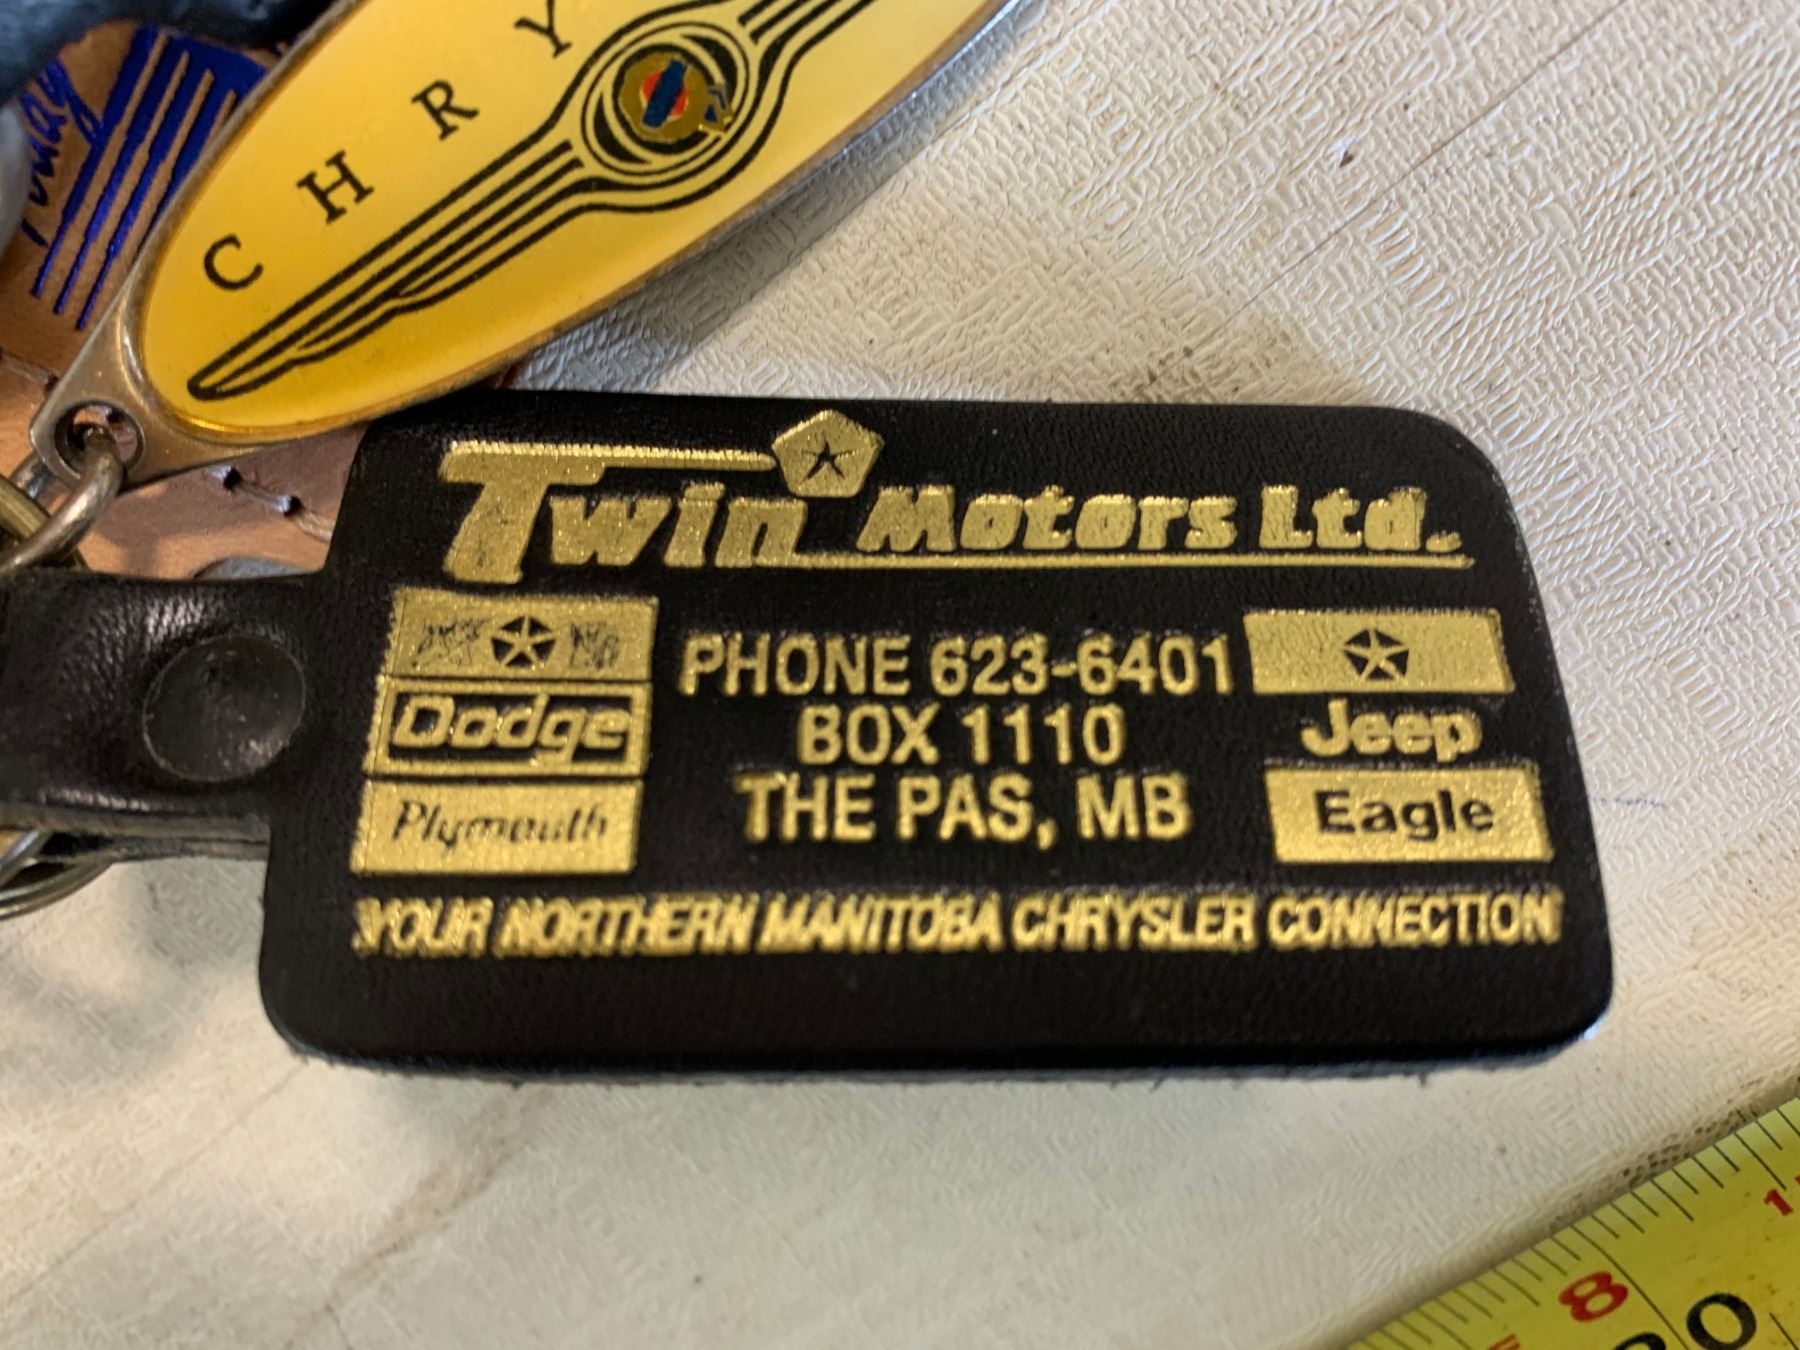 CHRY
Twin Motors Ltd.
Dodge
Plymouth
PHONE 623-6401
BOX 1110
THE PAS, MB
Jeep
Eagle
YOUR NORTHERN MANITOBA CHRYSLER CONNECTION
8